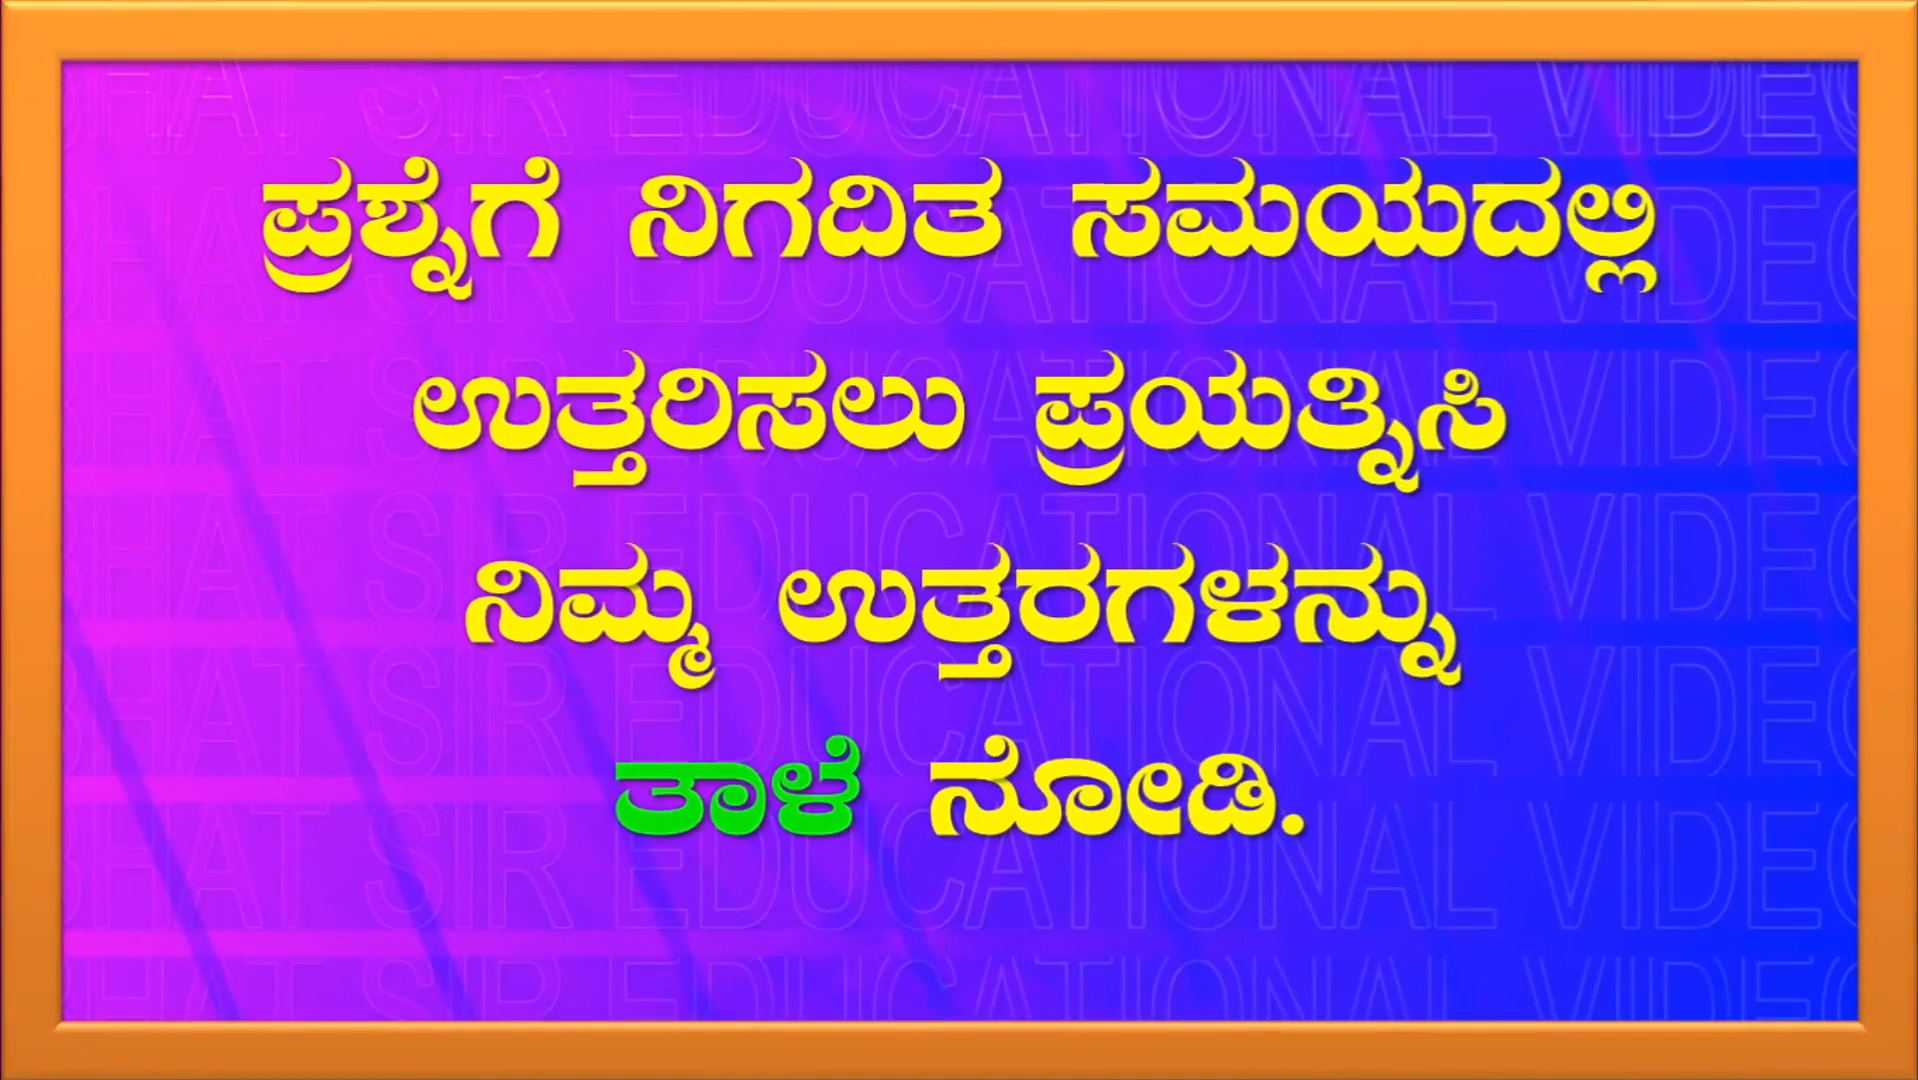 ಪ್ರಶ್ನೆಗೆ ನಿಗದಿತ ಸಮಯದಲ್ಲಿ
ಉತ್ತರಿಸಲು ಪ್ರಯತ್ನಿಸಿ
ನಿಮ್ಮ ಉತ್ತರಗಳನ್ನು
ತಾಳೆ ನೋಡಿ.